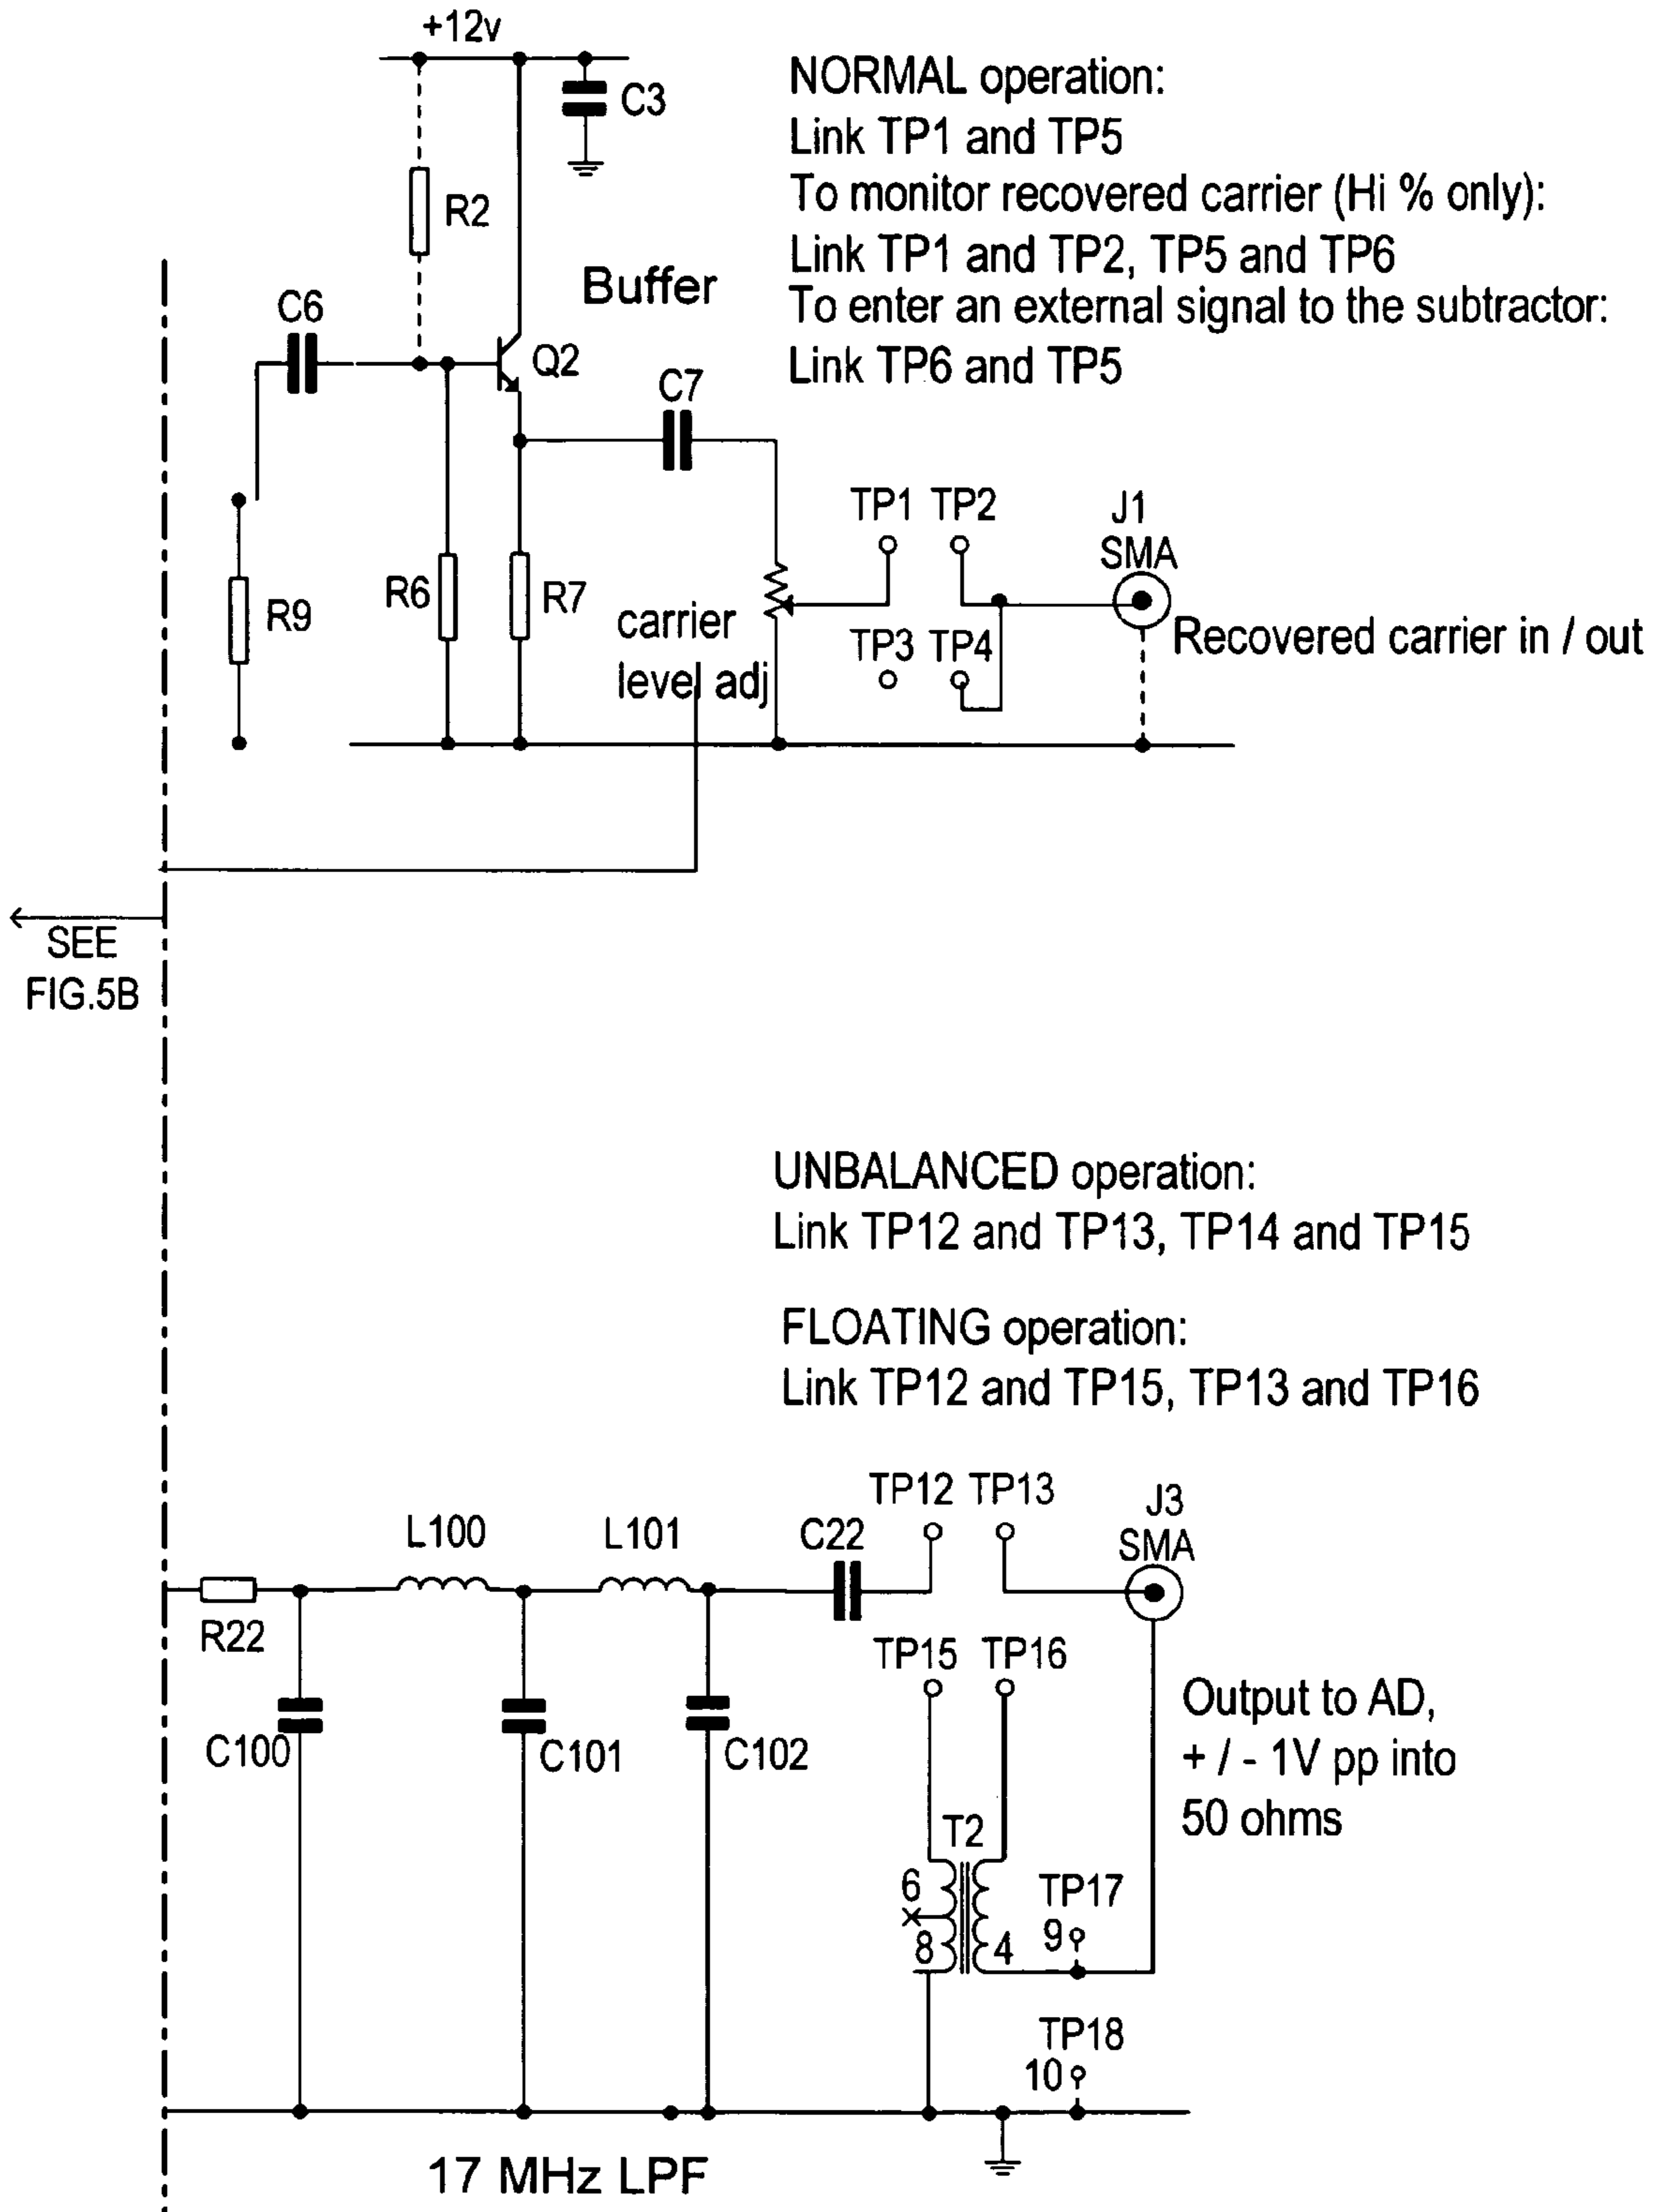 +12v
C3
NORMAL operation:
Link TP1 and TP5
To monitor recovered carrier (Hi % only):
Link TP1 and TP2, TP5 and TP6
To enter an external signal to the subtractor:
Link TP6 and TP5
R2
Buffer
C6
Q2
C7
TP1 TP2
J1
SMA
R9
R6
R7
carrier
level adj
TP3 TP4
Recovered carrier in / out
SEE
FIG.5B
UNBALANCED operation:
Link TP12 and TP13, TP14 and TP15
FLOATING operation:
Link TP12 and TP15, TP13 and TP16
TP12 TP13
J3
SMA
L100
L101
C22
R22
TP15 TP16
C100
C101
C102
Output to AD,
+ / - 1V pp into
50 ohms
T2
6
8
4
TP17
9
TP18
10
17 MHz LPF